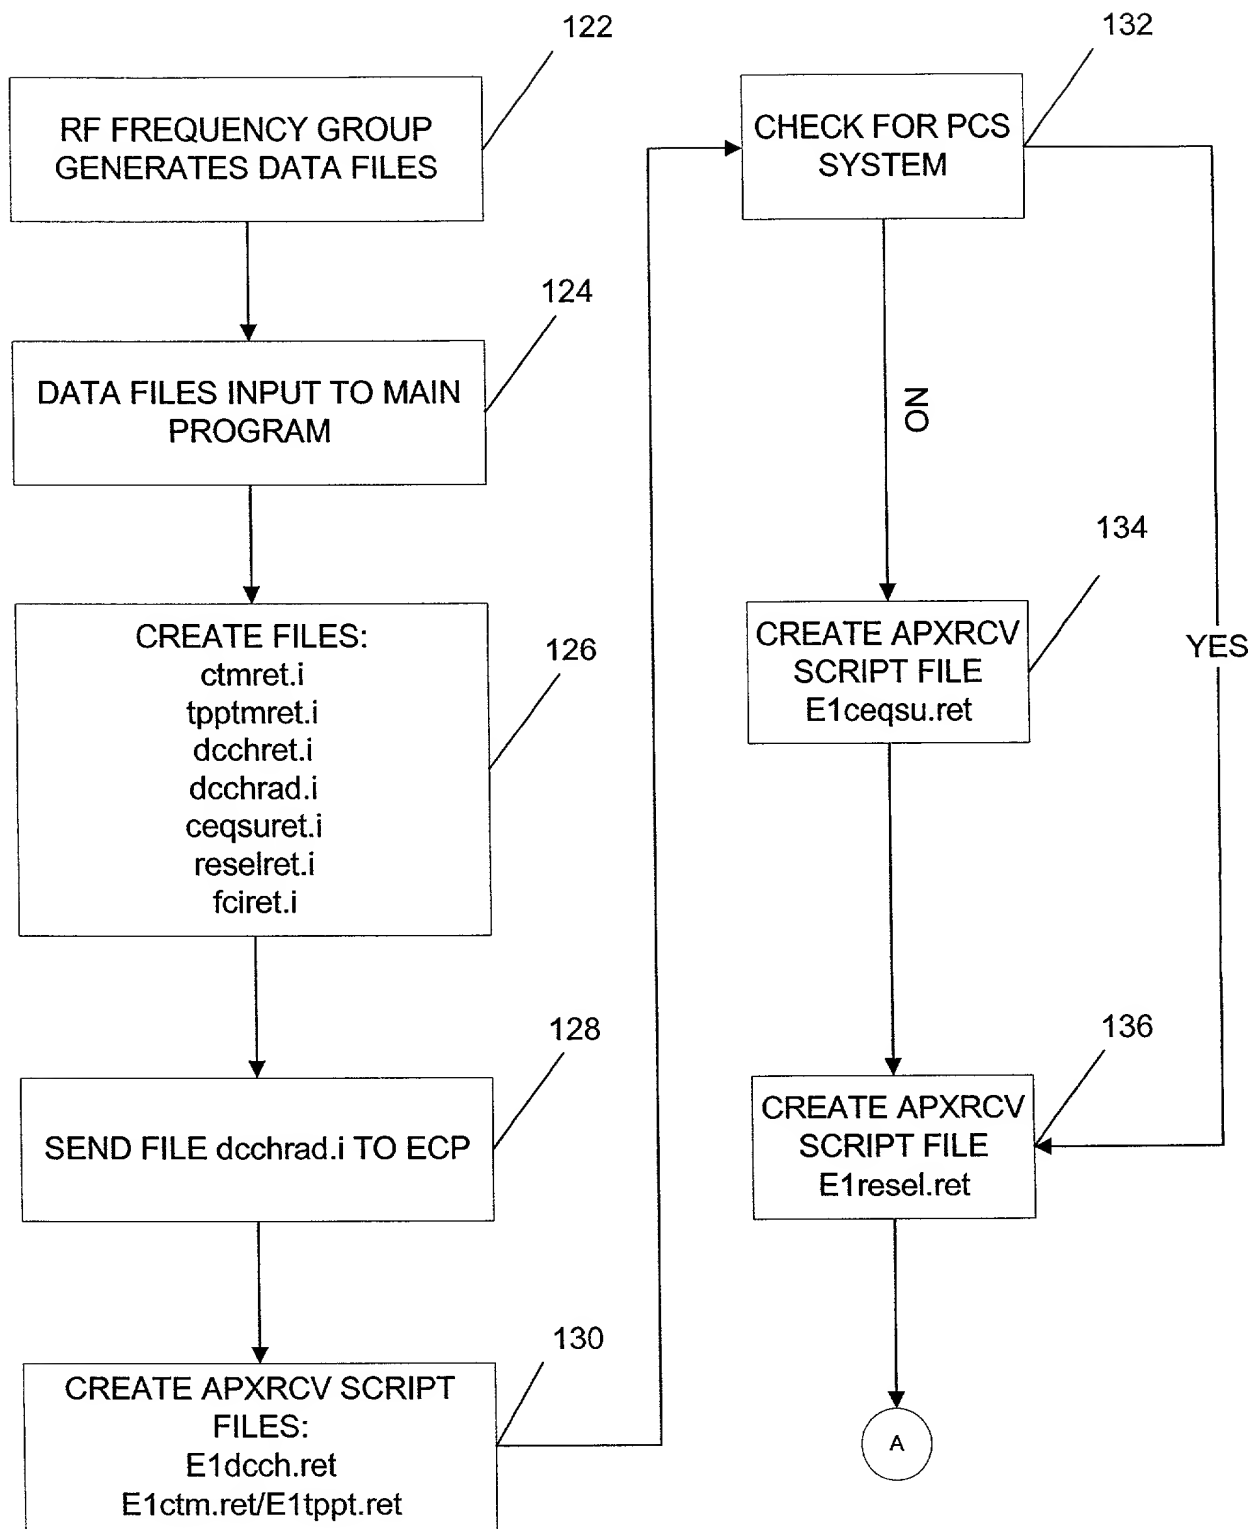 122
RF FREQUENCY GROUP
GENERATES DATA FILES
124
DATA FILES INPUT TO MAIN
PROGRAM
126
CREATE FILES:
ctmret.i
tpptmret.i
dcchret.i
dcchrad.i
ceqsuret.i
reselret.i
fciret.i
128
SEND FILE dcchrad.i TO ECP
130
CREATE APXRCV SCRIPT
FILES:
E1dcch.ret
E1ctm.ret/E1tppt.ret
132
CHECK FOR PCS
SYSTEM
NO
YES
134
CREATE APXRCV
SCRIPT FILE
E1ceqsu.ret
136
CREATE APXRCV
SCRIPT FILE
E1resel.ret
A